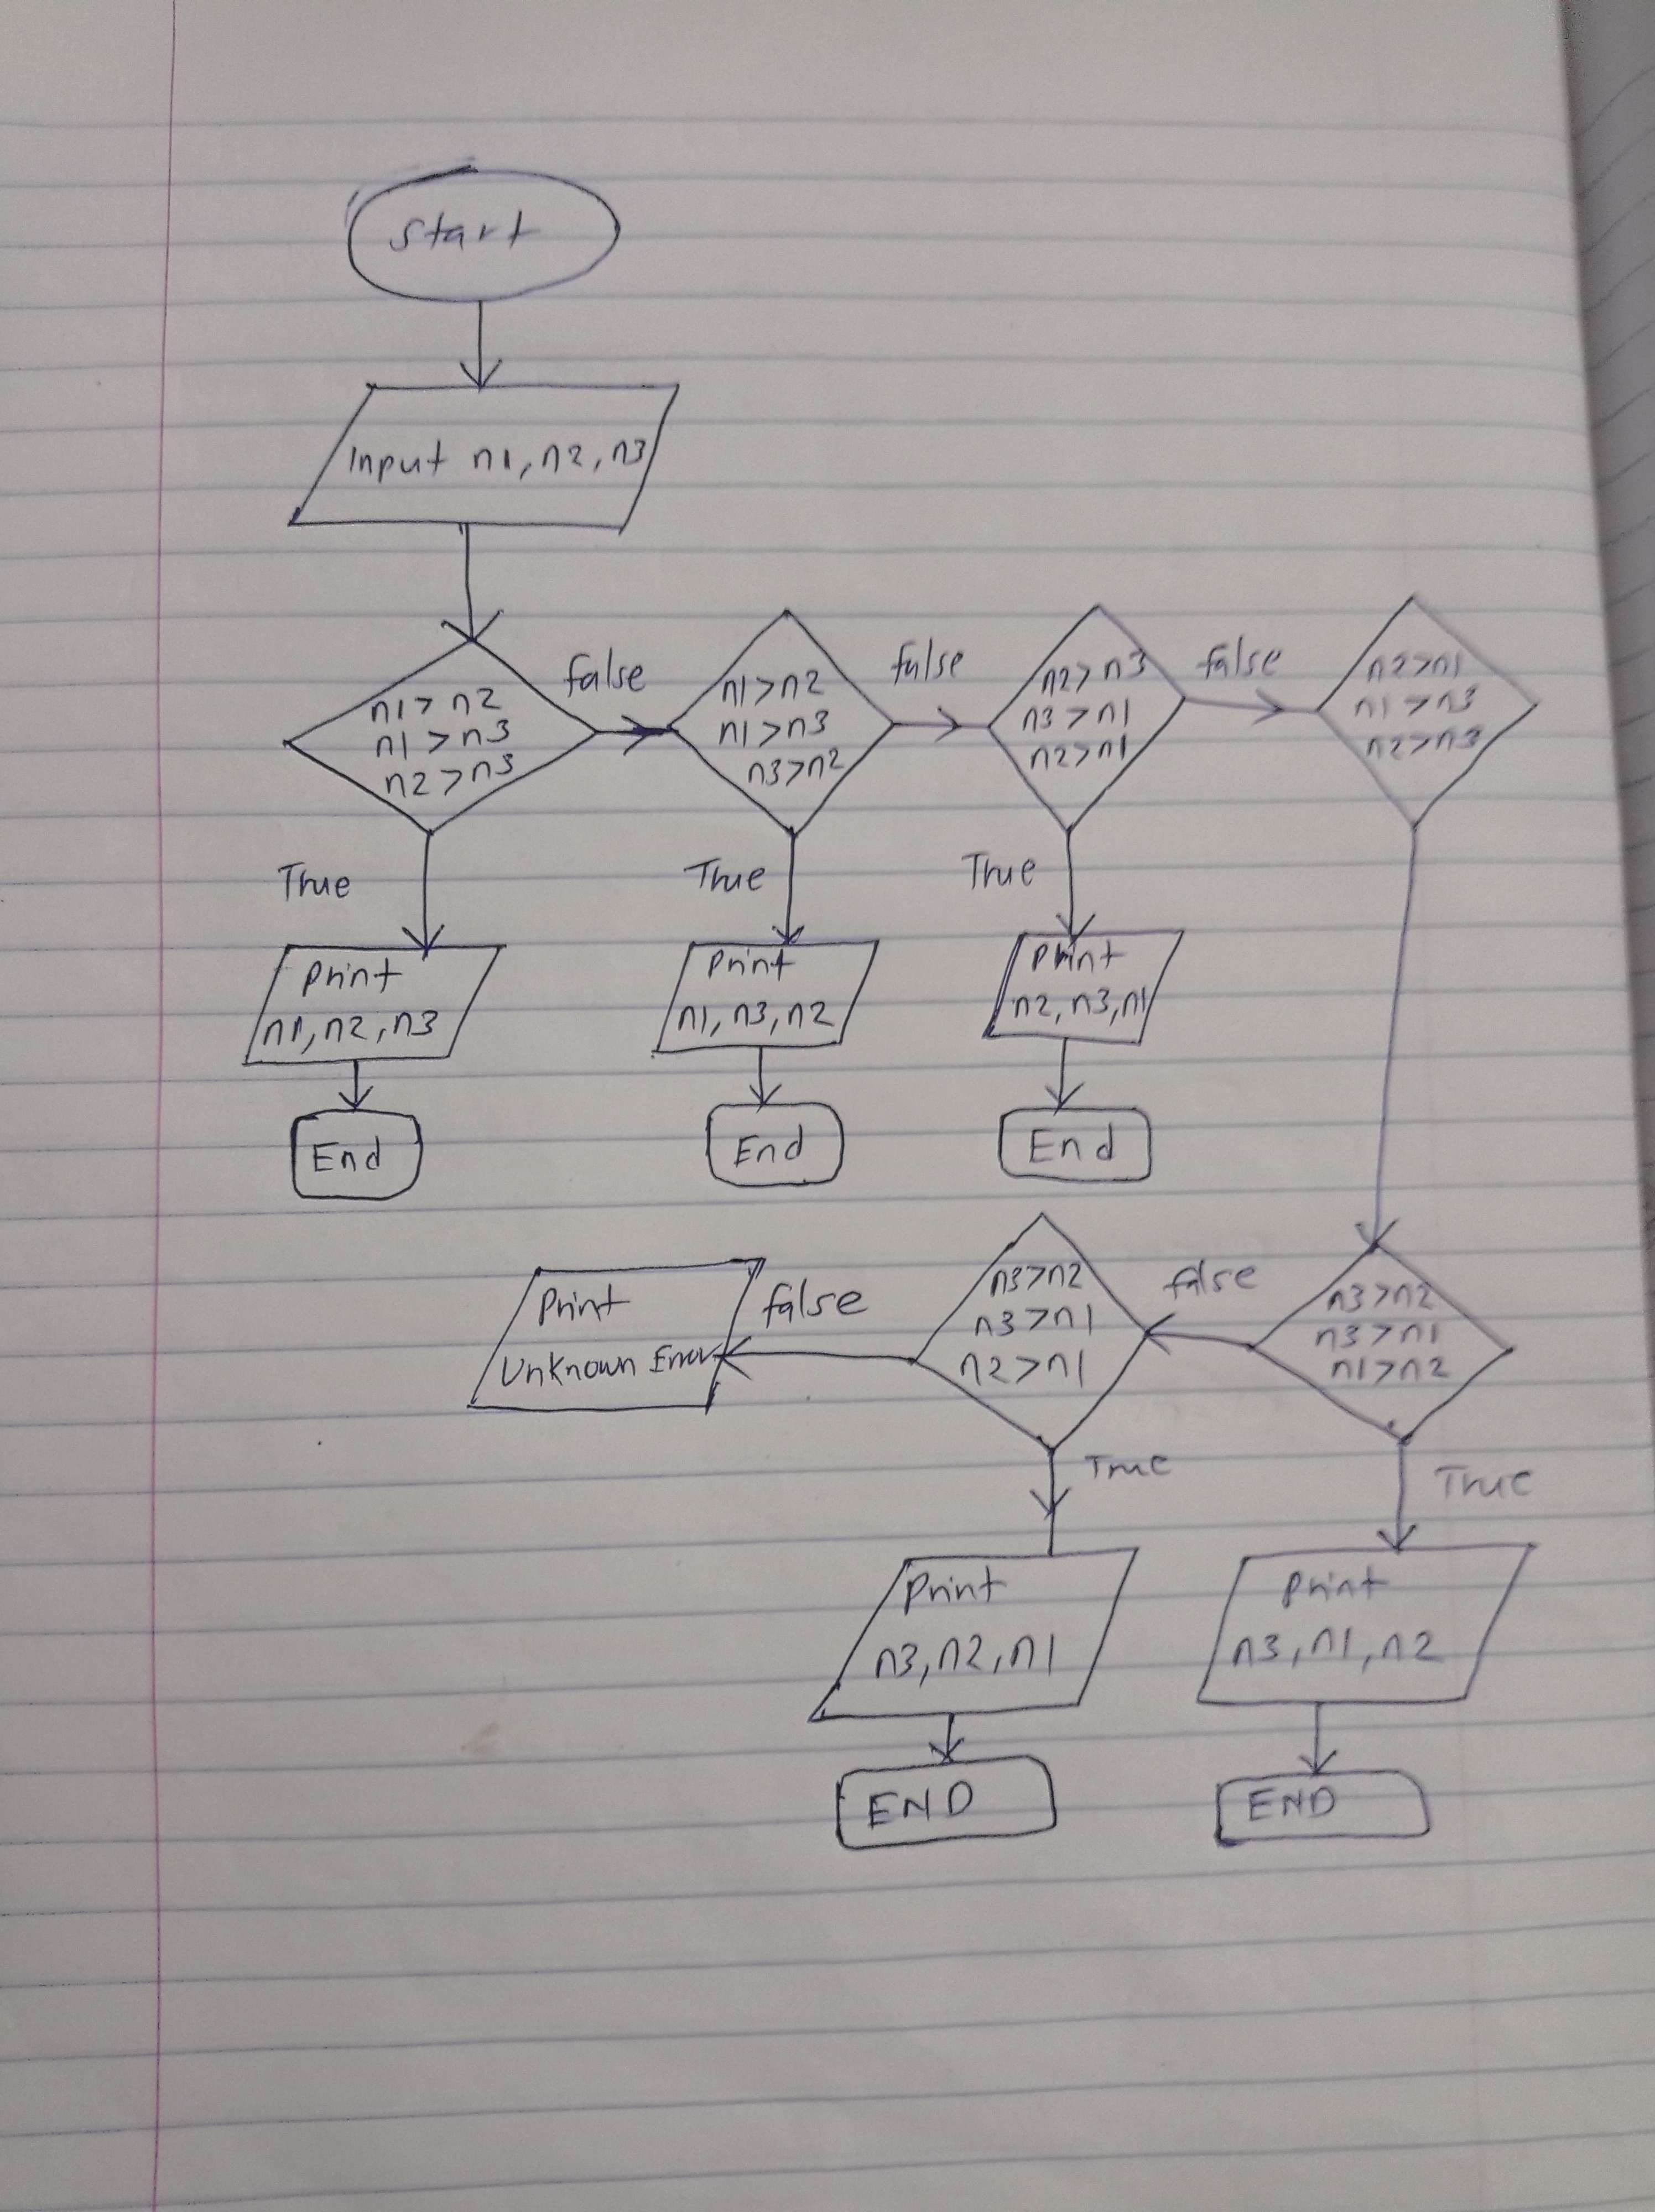 Start
Input n1, n2, n3
n1 > n2
n1 > n3
n2 > n3
false
n1 > n2
n1 > n3
n3 > n2
false
n2 > n3
n3 > n1
n2 > n1
false
n2 > n1
n1 > n3
n2 > n3
True
True
True
Print
n1, n2, n3
Print
n1, n3, n2
Print
n2, n3, n1
End
End
End
n3 > n2
n3 > n1
n1 > n2
false
n3 > n2
n3 > n1
n2 > n1
false
Print
Unknown Error
True
True
Print
n3, n2, n1
Print
n3, n1, n2
END
END